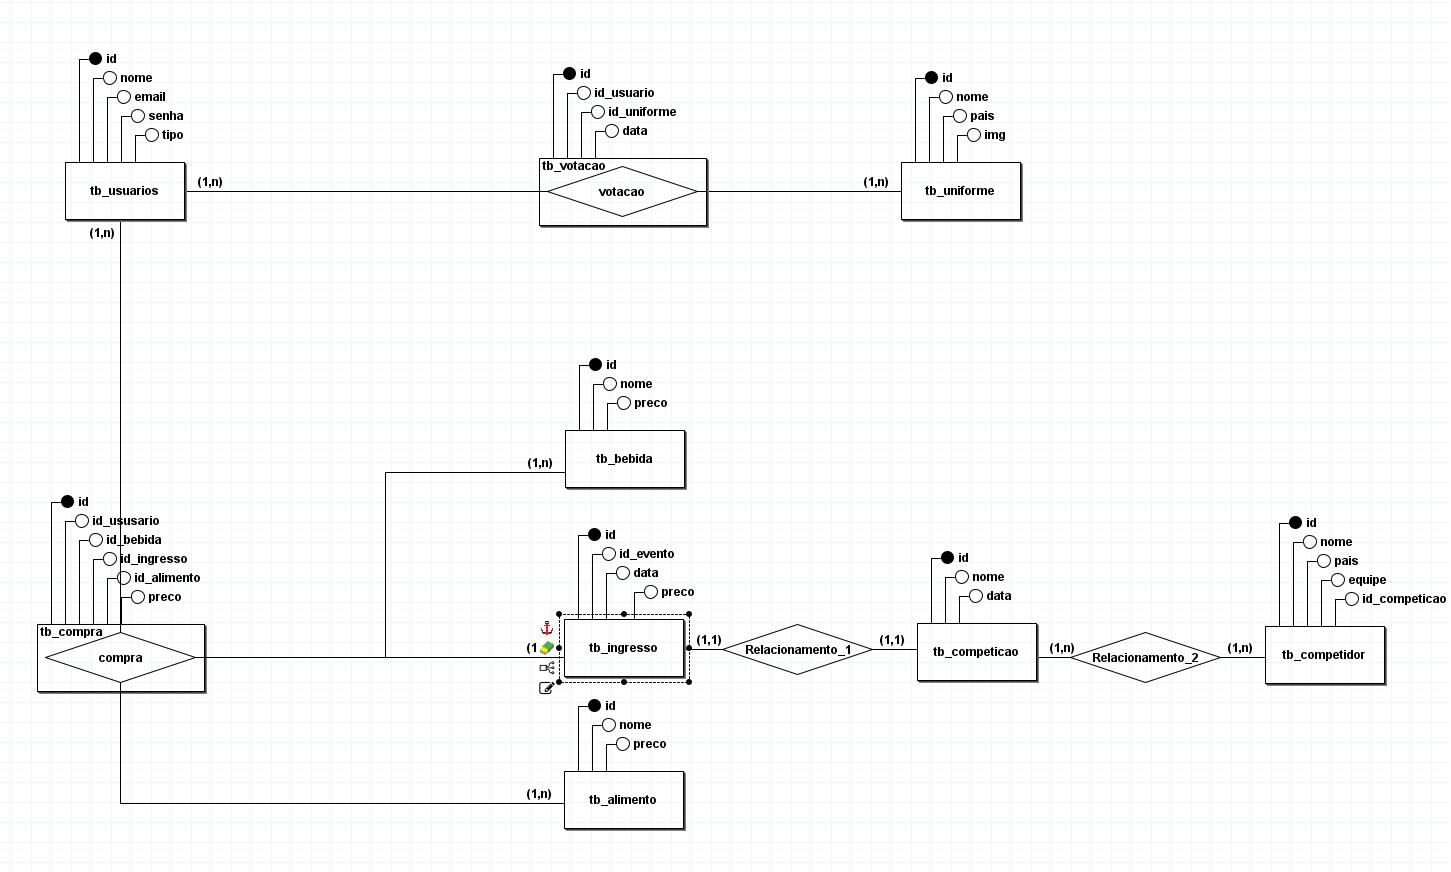 id
nome
email
senha
tipo
tb_usuarios
(1,n)
(1,n)
id
id_usuario
id_uniforme
data
tb_votacao
votacao
(1,n)
id
nome
pais
img
tb_uniforme
id
nome
preco
(1,n)
tb_bebida
id
id_ususario
id_bebida
id_ingresso
id_alimento
preco
tb_compra
compra
id
id_evento
data
preco
(1
tb_ingresso
(1,1)
Relacionamento_1
(1,1)
id
nome
data
tb_competicao
(1,n)
Relacionamento_2
(1,n)
id
nome
pais
equipe
id_competicao
tb_competidor
id
nome
preco
(1,n)
tb_alimento